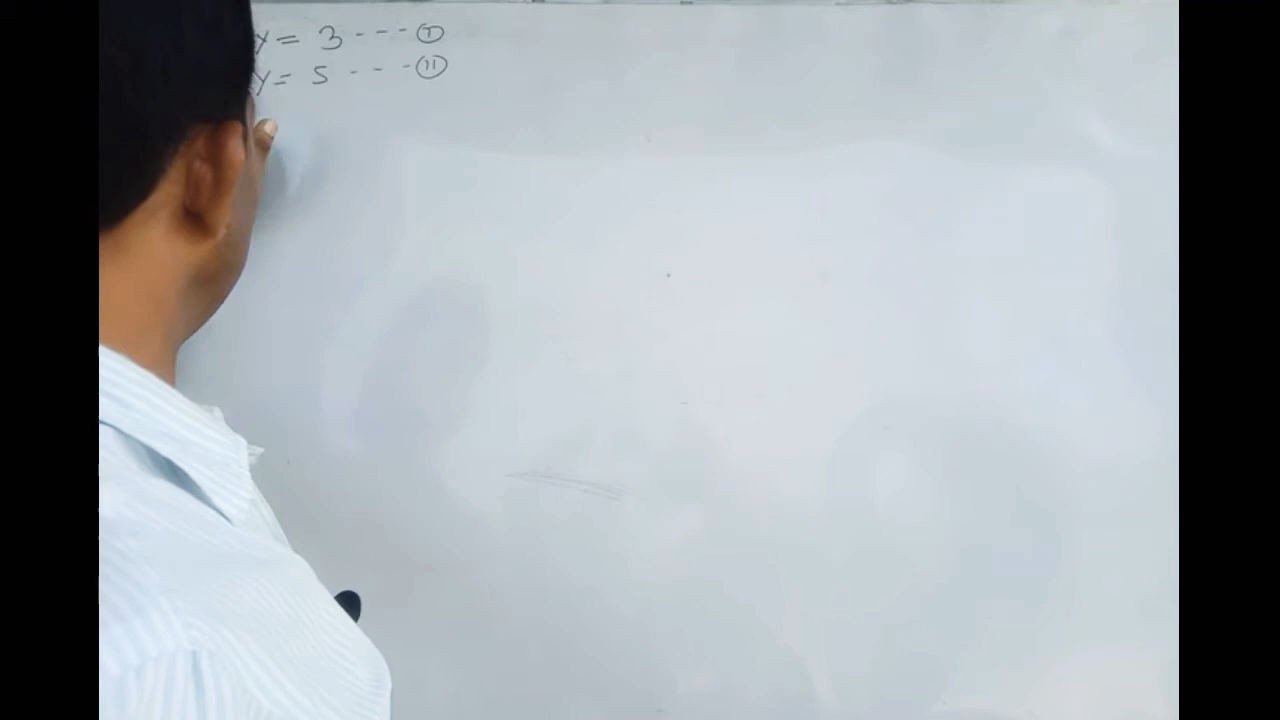 y = 3 - - - (I)
y = 5 - - - (II)